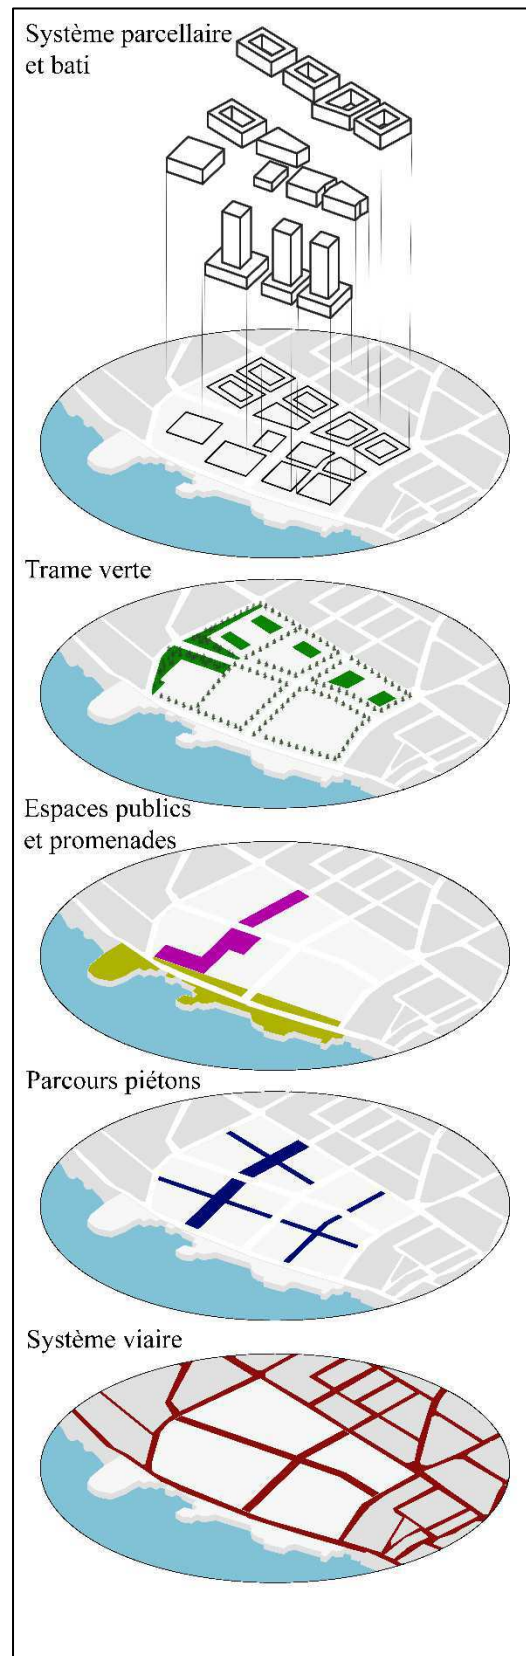 Système parcellaire
et bati
Trame verte
Espaces publics
et promenades
Parcours piétons
Système viaire